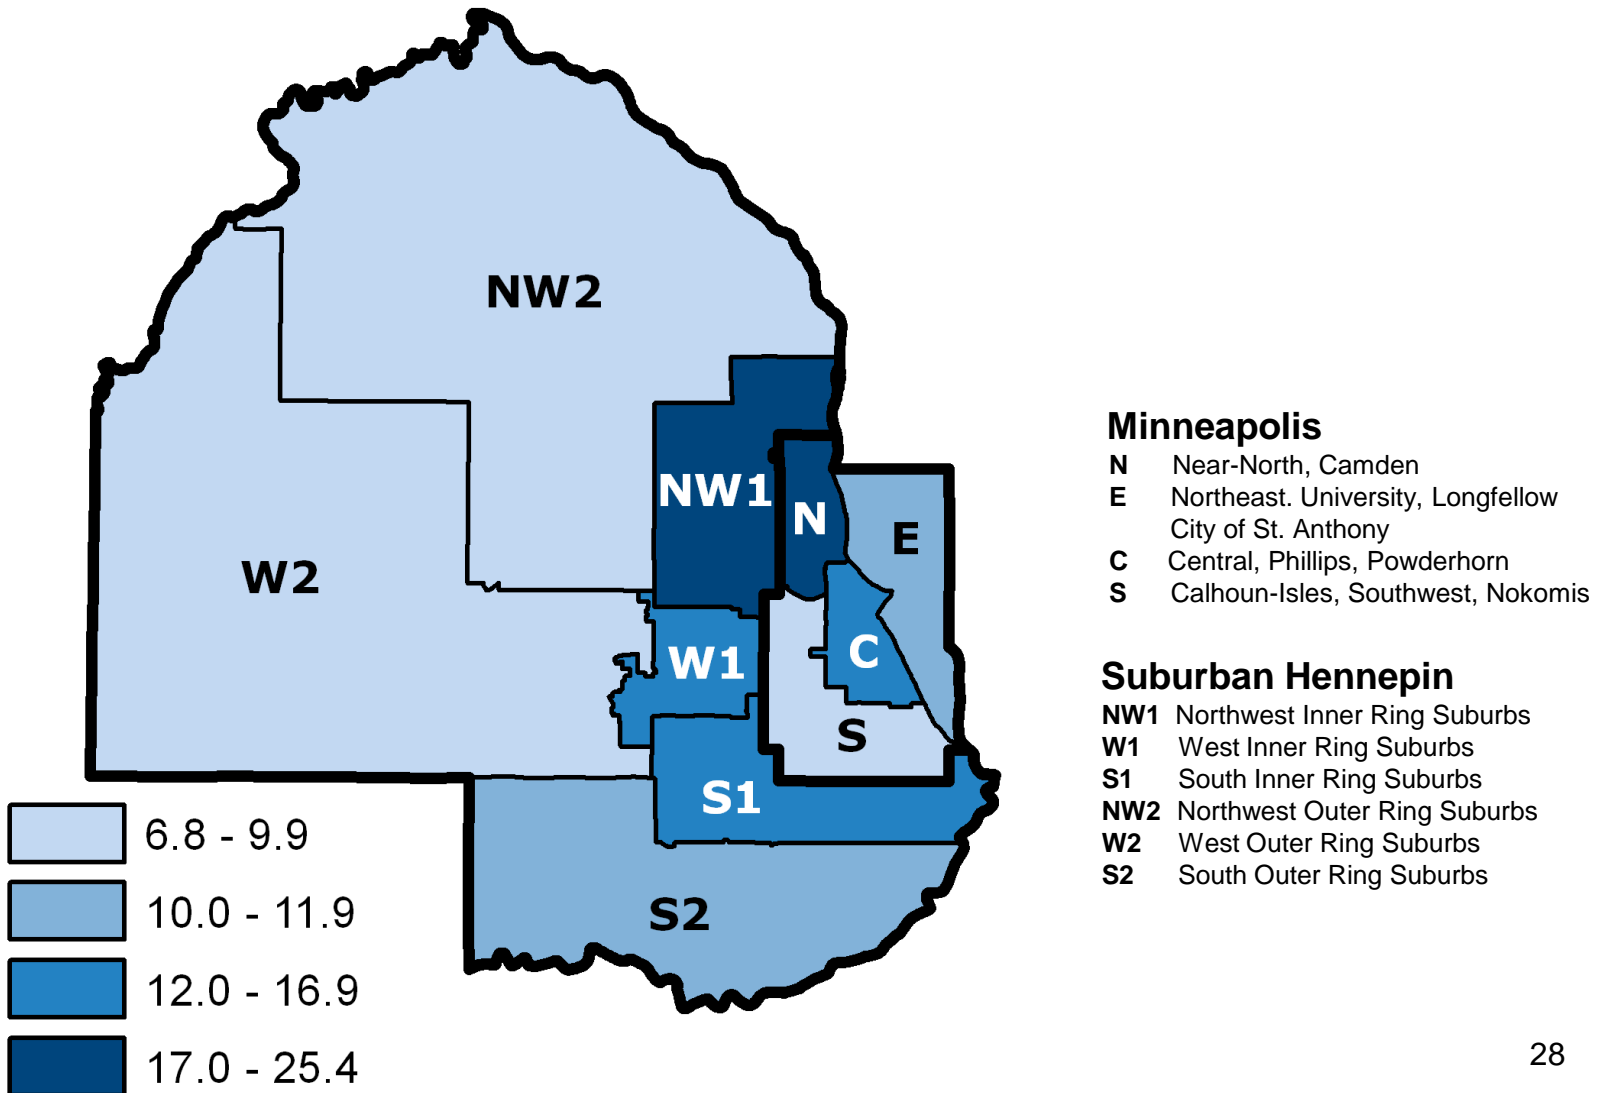 NW2
NW1
N
E
W2
W1
C
S
S1
S2
6.8 - 9.9
10.0 - 11.9
12.0 - 16.9
17.0 - 25.4
Minneapolis
N Near-North, Camden
E Northeast. University, Longfellow
City of St. Anthony
C Central, Phillips, Powderhorn
S Calhoun-Isles, Southwest, Nokomis
Suburban Hennepin
NW1 Northwest Inner Ring Suburbs
W1 West Inner Ring Suburbs
S1 South Inner Ring Suburbs
NW2 Northwest Outer Ring Suburbs
W2 West Outer Ring Suburbs
S2 South Outer Ring Suburbs
28